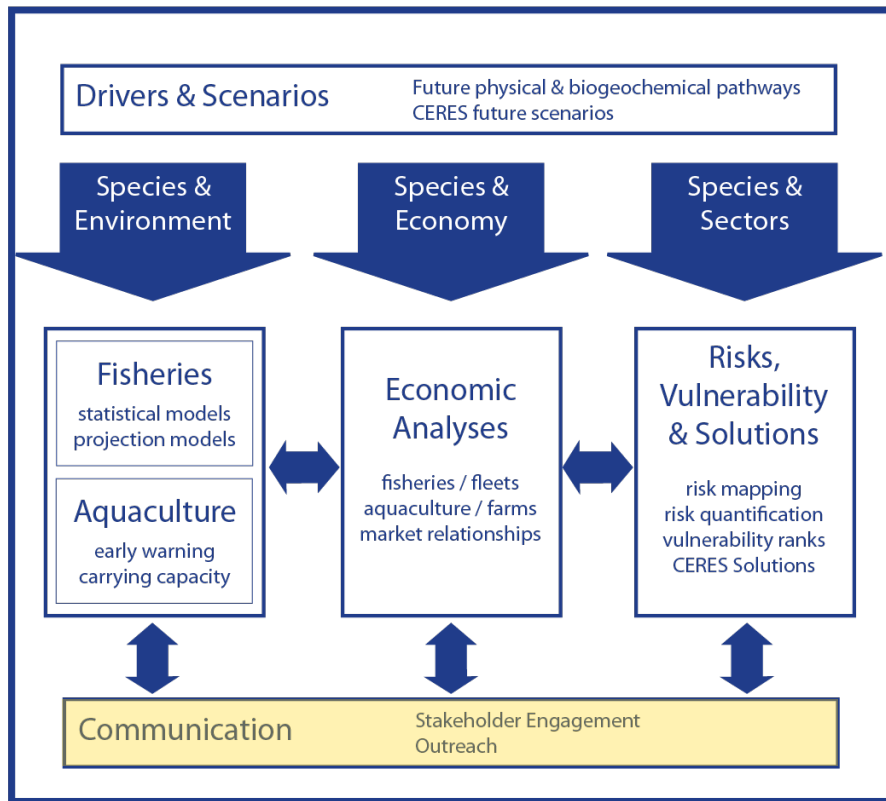 Drivers & Scenarios
Future physical & biogeochemical pathways
CERES future scenarios
Species &
Environment
Species &
Economy
Species &
Sectors
Fisheries
statistical models
projection models
Aquaculture
early warning
carrying capacity
Economic
Analyses
fisheries / fleets
aquaculture / farms
market relationships
Risks,
Vulnerability
& Solutions
risk mapping
risk quantification
vulnerability ranks
CERES Solutions
Communication
Stakeholder Engagement
Outreach